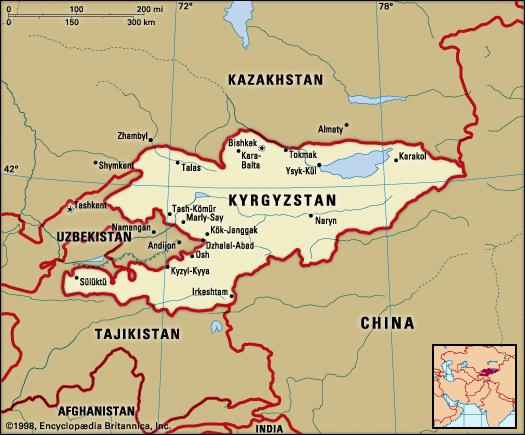 0 100 200 mi
0 150 300 km
72°
78°
KAZAKHSTAN
Zhambyl
Bishkek
Almaty
Kara-
Balta
Tokmak
Karakol
Shymkent
Talas
Ysyk-Kül
42°
42°
Tashkent
KYRGYZSTAN
Tash-Kömür
Marly-Say
Naryn
Namangan
UZBEKISTAN
Kök-Janggak
Andijon
Dzhalal-Abad
Osh
Kyzyl-Kyya
Sülüktü
Irkeshtam
TAJIKISTAN
CHINA
AFGHANISTAN
©1998, Encyclopædia Britannica, Inc.
INDIA